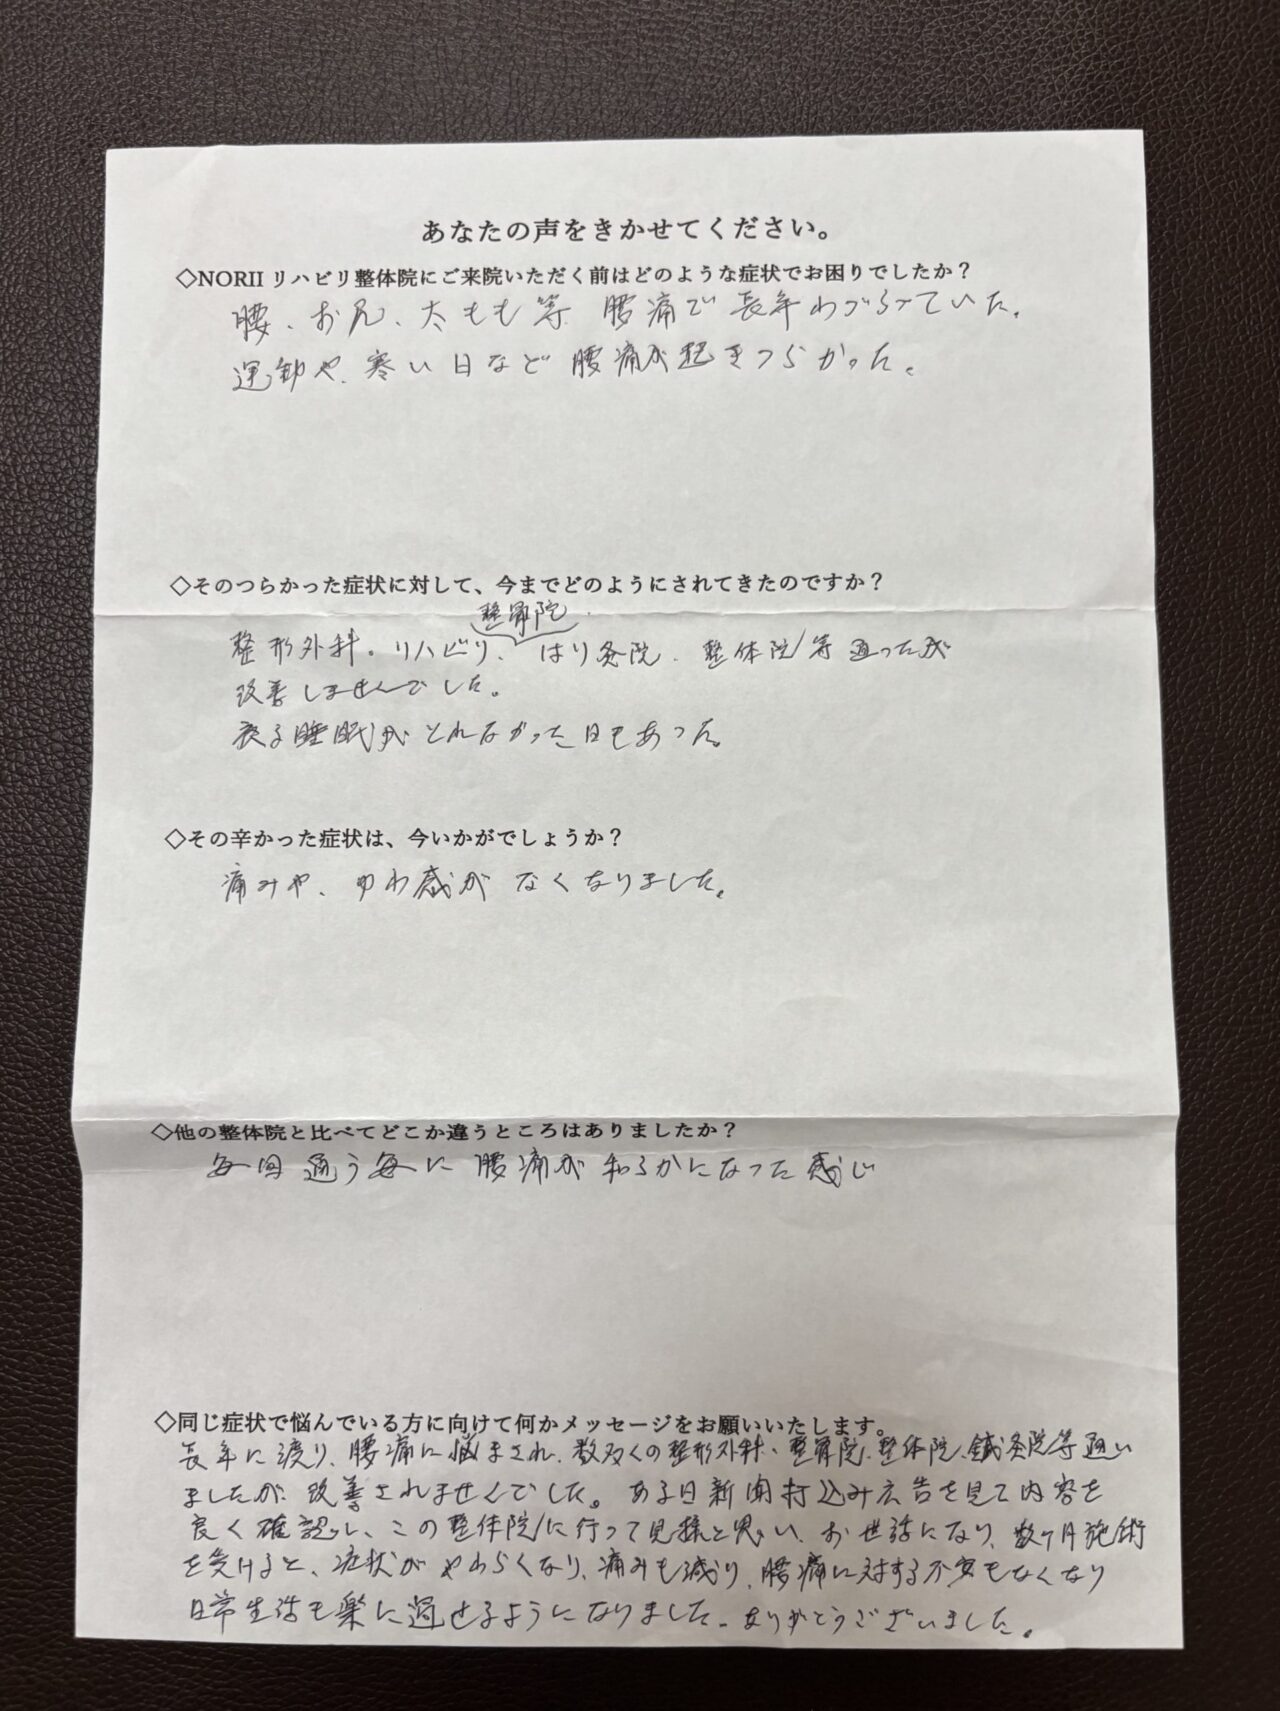 あなたの声をきかせてください。
◇NORII リハビリ整体院にご来院いただく前はどのような症状でお困りでしたか？
腰、お尻、太もも等 腰痛で長年わづらっていた。
運動や、寒い日など腰痛が起きつらかった。
◇そのつらかった症状に対して、今までどのようにされてきたのですか？
整骨院
整形外科。リハビリ、はり灸院、整体院等通ったが
改善しませんでした。
夜る睡眠がとれなかった日もあった。
◇その辛かった症状は、今いかがでしょうか？
痛みや、 感がなくなりました。
◇他の整体院と比べてどこか違うところはありましたか？
毎回通う毎に腰痛が和らかになった感じ
◇同じ症状で悩んでいる方に向けて何かメッセージをお願いいたします。
長年に渡り、腰痛に悩まされ、数多くの整形外科、整骨院、整体院、鍼灸院等通い
ましたが、改善されませんでした。ある日新聞打込み広告を見て内容を
良く確認し、この整体院に行って見様と思い、お世話になり、数ヶ月施術
を受けると、症状がやわらくなり、痛みも減り、腰痛に対する不安もなくなり
日常生活も楽に過せるようになりました。ありがとうございました。